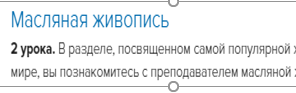 Масляная живопись
2 урока. В разделе, посвященном самой популярной
мире, вы познакомитесь с преподавателем масляной